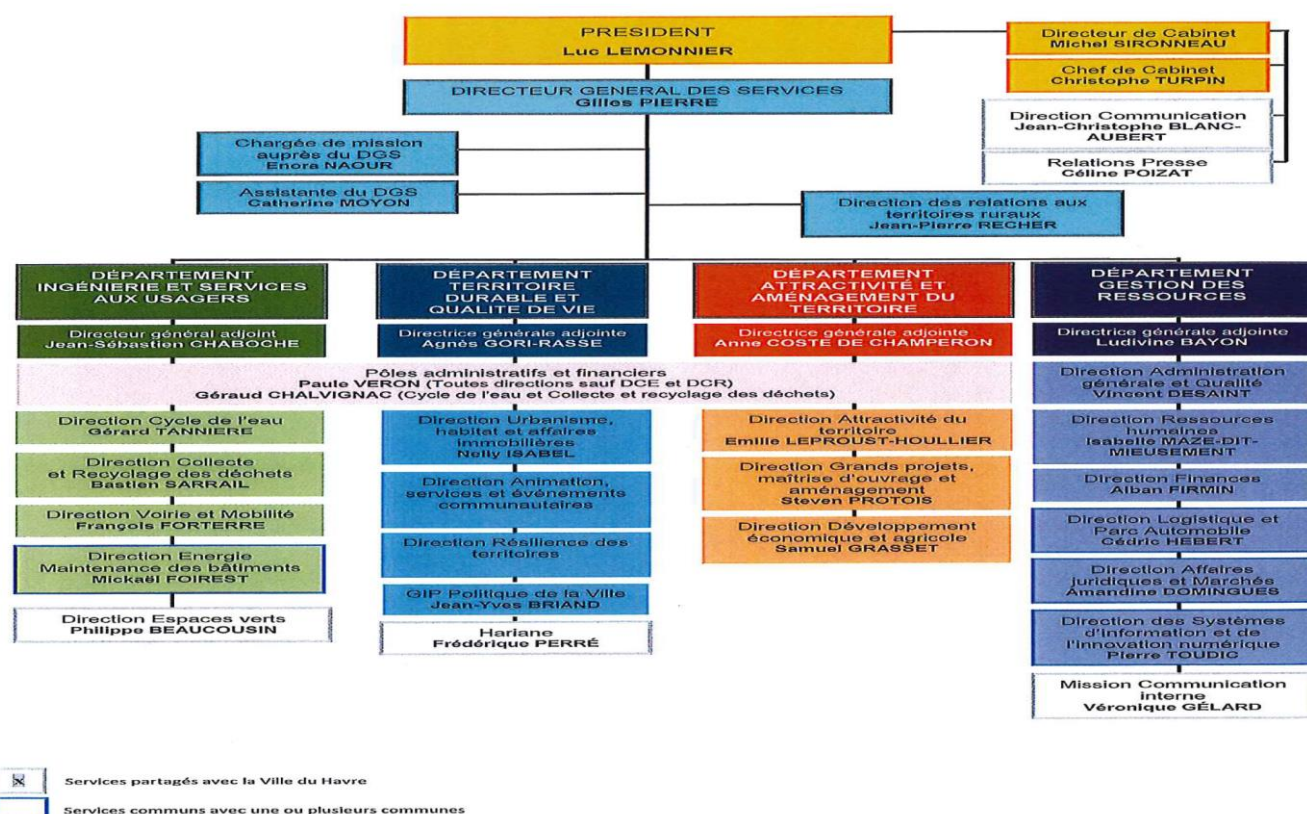 PRESIDENT
Luc LEMONNIER
Directeur de Cabinet
Michel SIRONNEAU
Chef de Cabinet
Christophe TURPIN
Direction Communication
Jean-Christophe BLANC-
AUBERT
Relations Presse
Céline POIZAT
DIRECTEUR GENERAL DES SERVICES
Gilles PIERRE
Chargée de mission
auprès du DGS
Enora NAOUR
Assistante du DGS
Catherine MOYON
Direction des relations aux
territoires ruraux
Jean-Pierre RECHER
DÉPARTEMENT
INGÉNIERIE ET SERVICES
AUX USAGERS
Directeur général adjoint
Jean-Sébastien CHABOCHE
DÉPARTEMENT
TERRITOIRE
DURABLE ET
QUALITE DE VIE
Directrice générale adjointe
Agnès GORI-RASSE
DÉPARTEMENT
ATTRACTIVITÉ ET
AMÉNAGEMENT DU
TERRITOIRE
Directrice générale adjointe
Anne COSTE DE CHAMPERON
DÉPARTEMENT
GESTION DES
RESSOURCES
Directrice générale adjointe
Ludivine BAYON
Pôles administratifs et financiers
Paule VERON (Toutes directions sauf DCE et DCR)
Géraud CHALVIGNAC (Cycle de l'eau et Collecte et recyclage des déchets)
Direction Cycle de l'eau
Gérard TANNIERE
Direction Collecte
et Recyclage des déchets
Bastien SARRAIL
Direction Voirie et Mobilité
François FORTERRE
Direction Energie
Maintenance des bâtiments
Mickaël FOIREST
Direction Espaces verts
Philippe BEAUCOUSIN
Direction Urbanisme,
habitat et affaires
immobilières
Nelly ISABEL
Direction Animation,
services et événements
communautaires
Direction Résilience des
territoires
GIP Politique de la Ville
Jean-Yves BRIAND
Hariane
Frédérique PERRÉ
Direction Attractivité du
territoire
Emilie LEPROUST-HOULLIER
Direction Grands projets,
maîtrise d'ouvrage et
aménagement
Steven PROTOIS
Direction Développement
économique et agricole
Samuel GRASSET
Direction Administration
générale et Qualité
Vincent DESAINT
Direction Ressources
humaines
Isabelle MAZE-DIT-
MIEUSEMENT
Direction Finances
Alban FIRMIN
Direction Logistique et
Parc Automobile
Cédric HEBERT
Direction Affaires
juridiques et Marchés
Amandine DOMINGUES
Direction des Systèmes
d'information et de
l'innovation numérique
Pierre TOUDIC
Mission Communication
interne
Véronique GÉLARD
Services partagés avec la Ville du Havre
Services communs avec une ou plusieurs communes